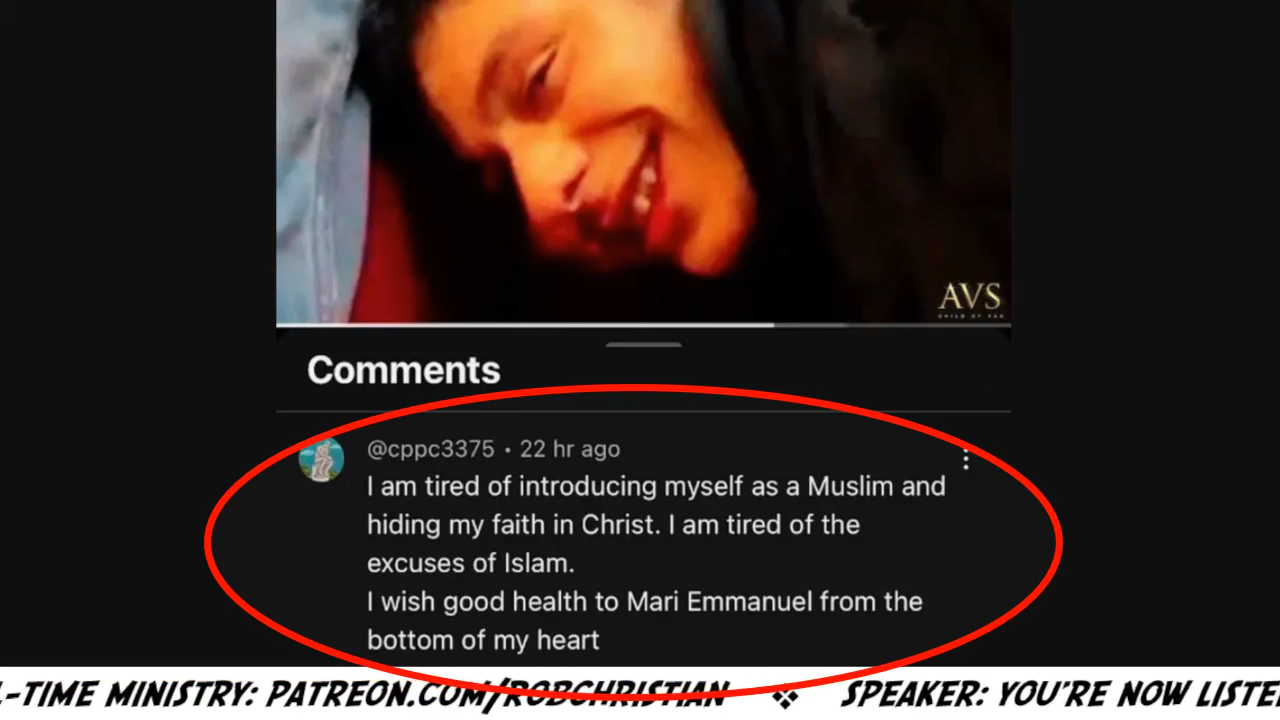 AVS
Comments
@cppc3375 • 22 hr ago
I am tired of introducing myself as a Muslim and
hiding my faith in Christ. I am tired of the
excuses of Islam.
I wish good health to Mari Emmanuel from the
bottom of my heart
L-TIME MINISTRY: PATREON.COM/ROBCHRISTIAN ❖ SPEAKER: YOU'RE NOW LISTE